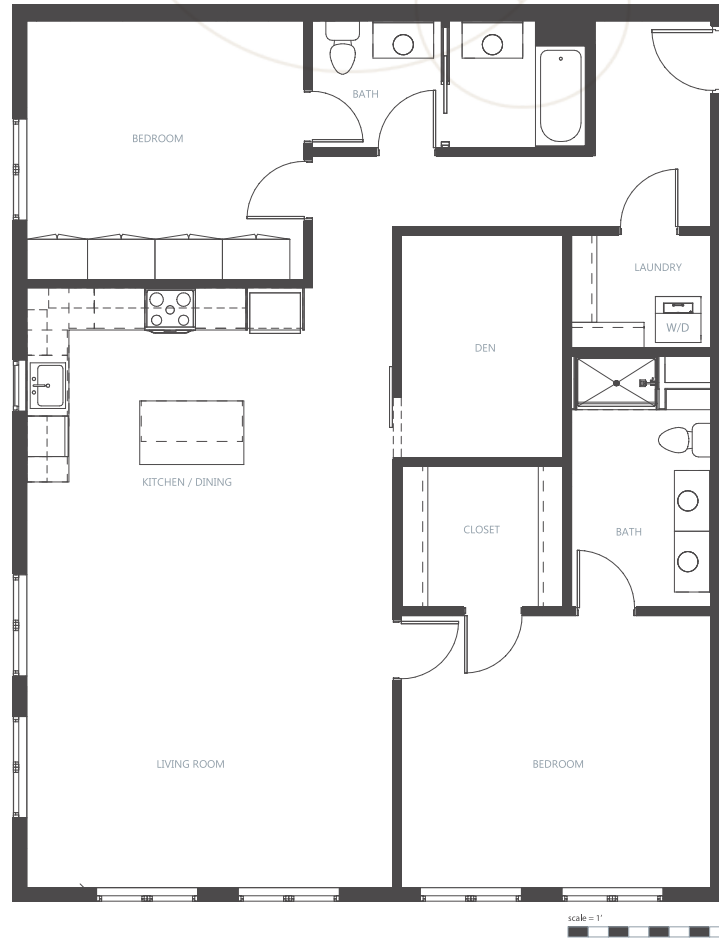 BATH
BEDROOM
LAUNDRY
W/D
DEN
KITCHEN / DINING
CLOSET
BATH
LIVING ROOM
BEDROOM
scale = 1'